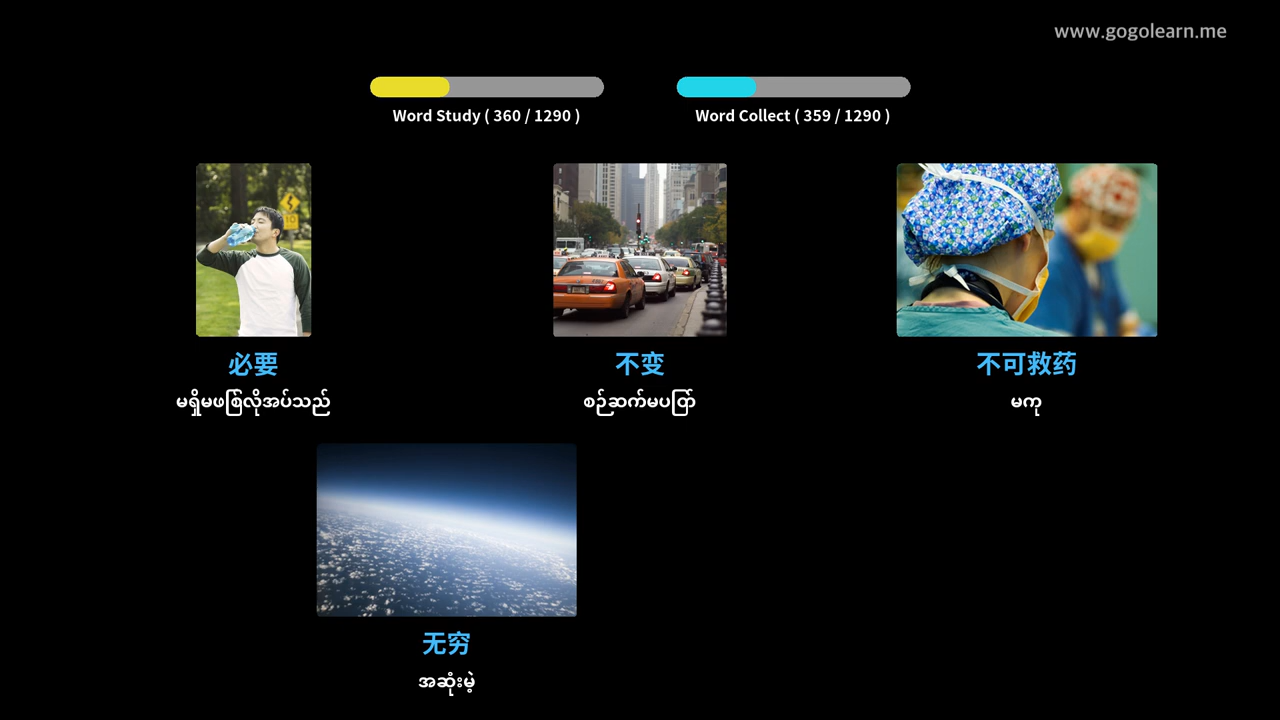 www.gogolearn.me
Word Study ( 360 / 1290 )
Word Collect ( 359 / 1290 )
必要
မရှိမဖြစ်လိုအပ်သည်
不变
စဉ်ဆက်မပြတ်
不可救药
မကု
无穷
အဆုံးမဲ့